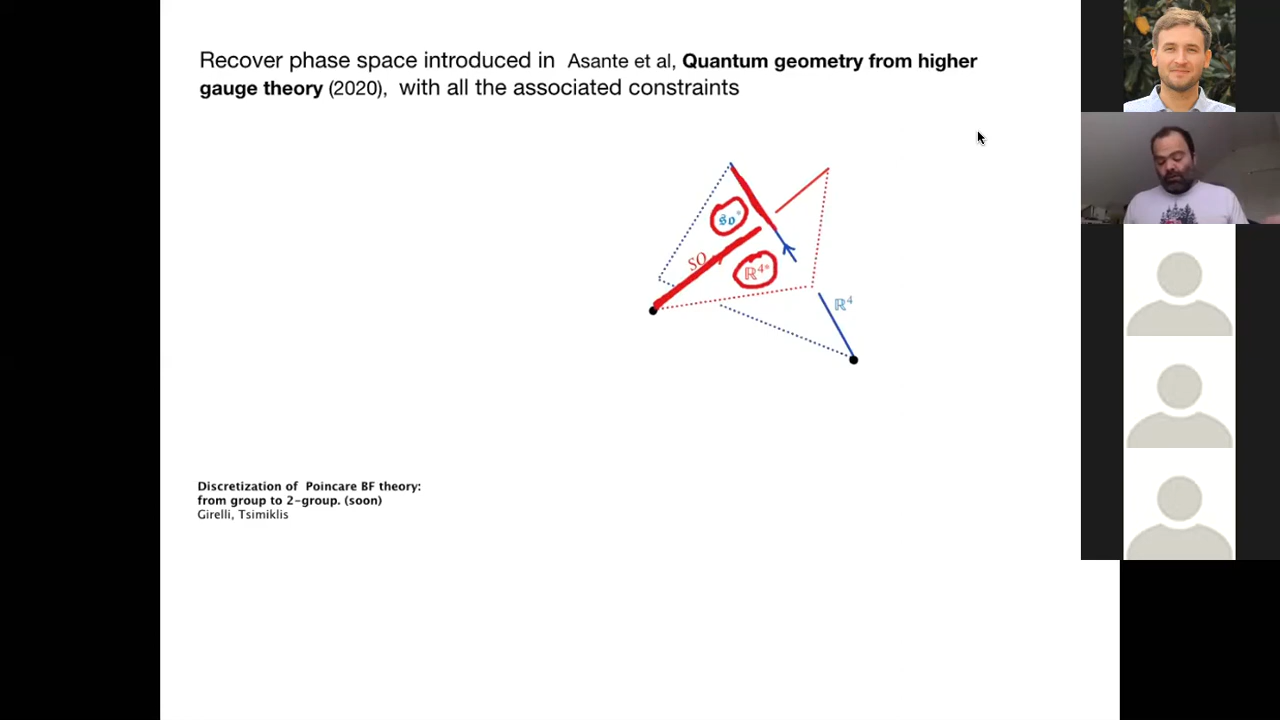 Recover phase space introduced in Asante et al, Quantum geometry from higher
gauge theory (2020), with all the associated constraints
𝔰𝔬*
SO
ℝ⁴*
ℝ⁴
Discretization of Poincare BF theory:
from group to 2-group. (soon)
Girelli, Tsimiklis